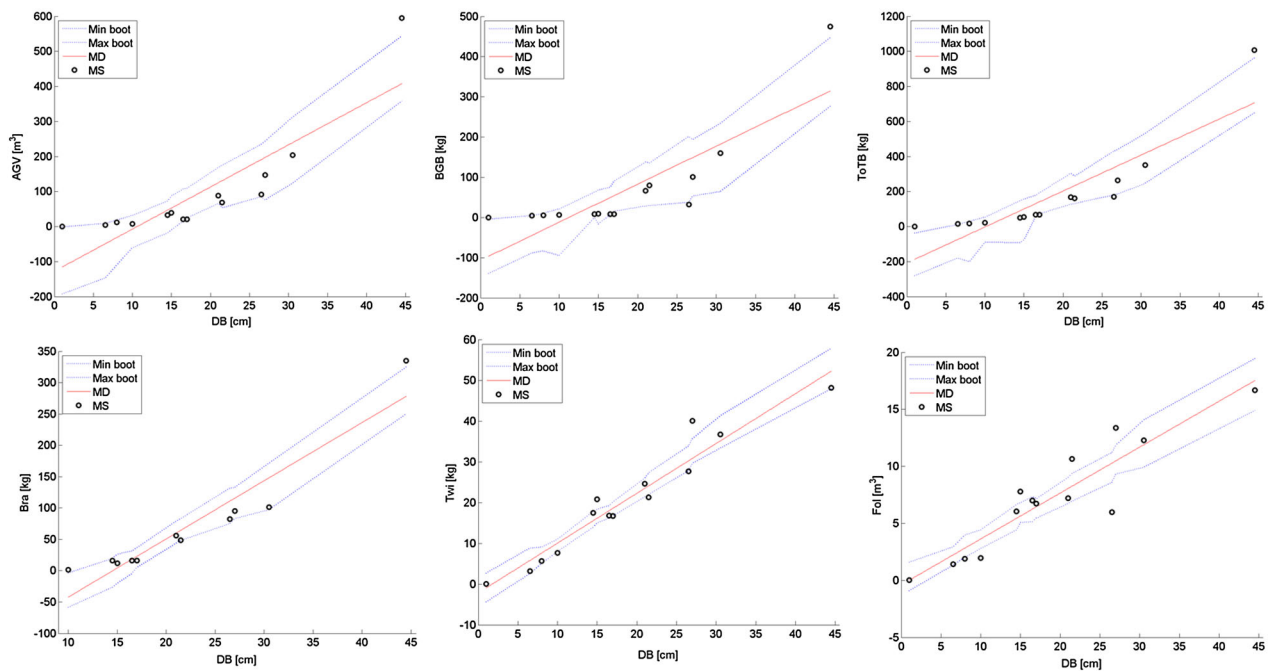 600
500
400
300
200
100
0
-100
-200
AGV [m³]
0 5 10 15 20 25 30 35 40 45
DB [cm]
Min boot
Max boot
MD
MS
500
400
300
200
100
0
-100
-200
BGB [kg]
0 5 10 15 20 25 30 35 40 45
DB [cm]
Min boot
Max boot
MD
MS
1200
1000
800
600
400
200
0
-200
-400
ToTB [kg]
0 5 10 15 20 25 30 35 40 45
DB [cm]
Min boot
Max boot
MD
MS
350
300
250
200
150
100
50
0
-50
-100
Bra [kg]
10 15 20 25 30 35 40 45
DB [cm]
Min boot
Max boot
MD
MS
60
50
40
30
20
10
0
-10
Twi [kg]
0 5 10 15 20 25 30 35 40 45
DB [cm]
Min boot
Max boot
MD
MS
20
15
10
5
0
-5
Fol [m³]
0 5 10 15 20 25 30 35 40 45
DB [cm]
Min boot
Max boot
MD
MS